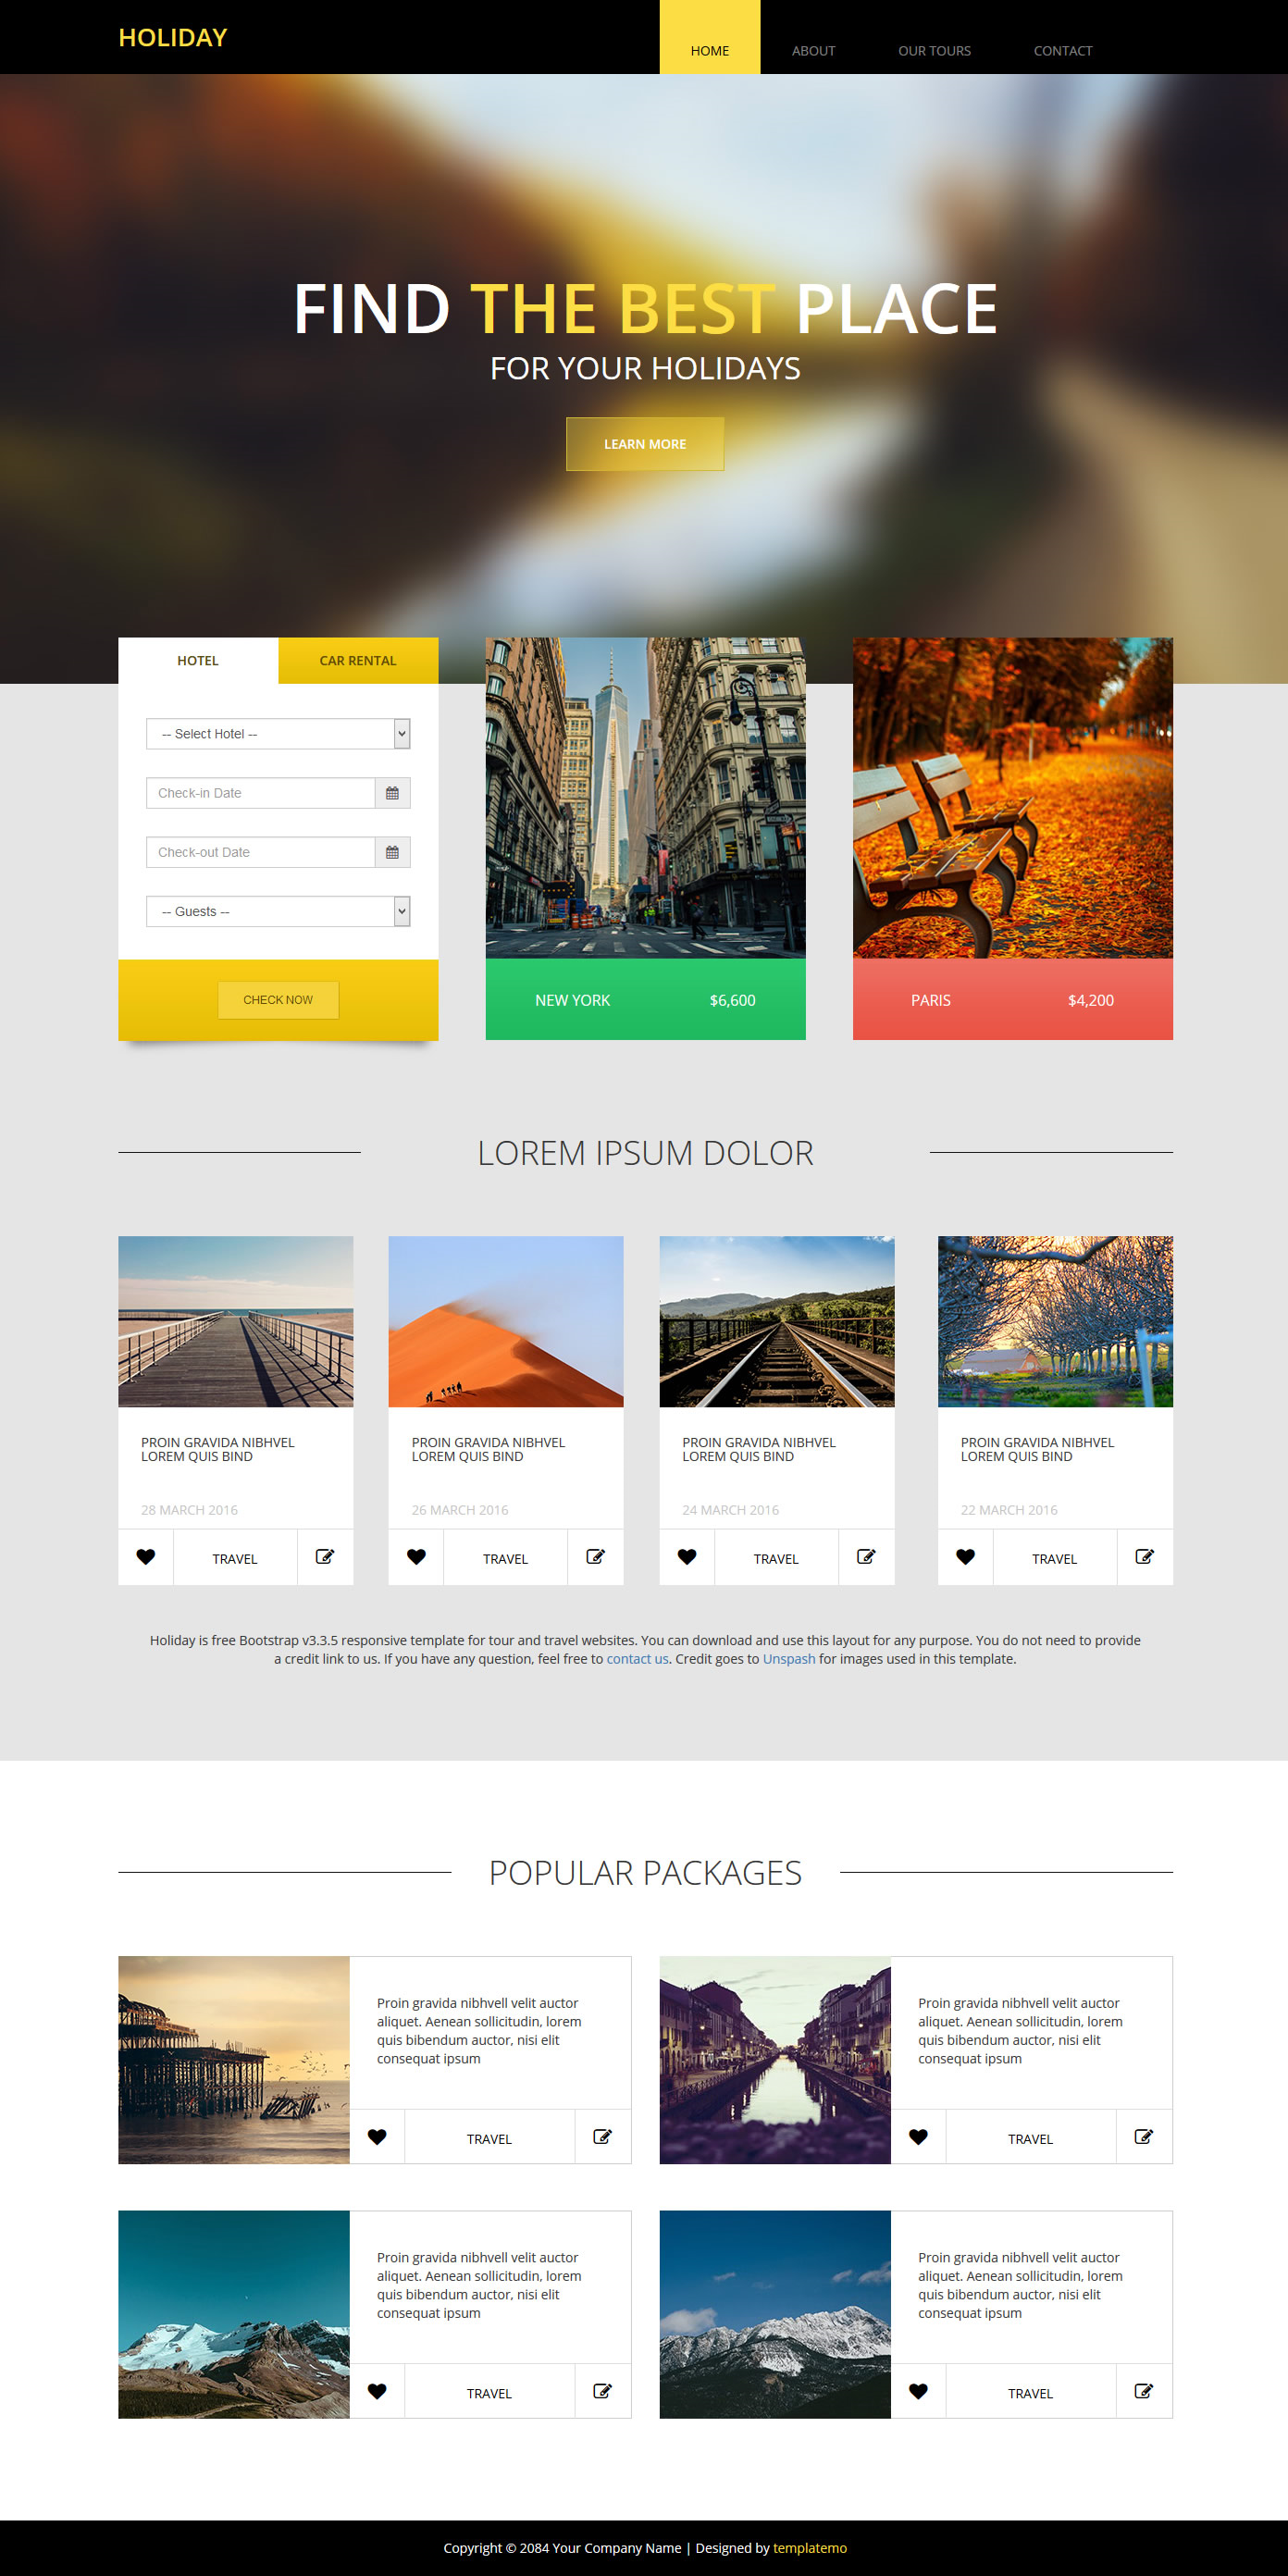 HOLIDAY
HOME ABOUT OUR TOURS CONTACT
FIND THE BEST PLACE
FOR YOUR HOLIDAYS
LEARN MORE
HOTEL CAR RENTAL
-- Select Hotel --
Check-in Date
Check-out Date
-- Guests --
CHECK NOW
NEW YORK $6,600
PARIS $4,200
LOREM IPSUM DOLOR
PROIN GRAVIDA NIBHVEL
LOREM QUIS BIND
28 MARCH 2016
TRAVEL
PROIN GRAVIDA NIBHVEL
LOREM QUIS BIND
26 MARCH 2016
TRAVEL
PROIN GRAVIDA NIBHVEL
LOREM QUIS BIND
24 MARCH 2016
TRAVEL
PROIN GRAVIDA NIBHVEL
LOREM QUIS BIND
22 MARCH 2016
TRAVEL
Holiday is free Bootstrap v3.3.5 responsive template for tour and travel websites. You can download and use this layout for any purpose. You do not need to provide
a credit link to us. If you have any question, feel free to contact us. Credit goes to Unspash for images used in this template.
POPULAR PACKAGES
Proin gravida nibhvell velit auctor
aliquet. Aenean sollicitudin, lorem
quis bibendum auctor, nisi elit
consequat ipsum
TRAVEL
Proin gravida nibhvell velit auctor
aliquet. Aenean sollicitudin, lorem
quis bibendum auctor, nisi elit
consequat ipsum
TRAVEL
Proin gravida nibhvell velit auctor
aliquet. Aenean sollicitudin, lorem
quis bibendum auctor, nisi elit
consequat ipsum
TRAVEL
Proin gravida nibhvell velit auctor
aliquet. Aenean sollicitudin, lorem
quis bibendum auctor, nisi elit
consequat ipsum
TRAVEL
Copyright © 2084 Your Company Name | Designed by templatemo